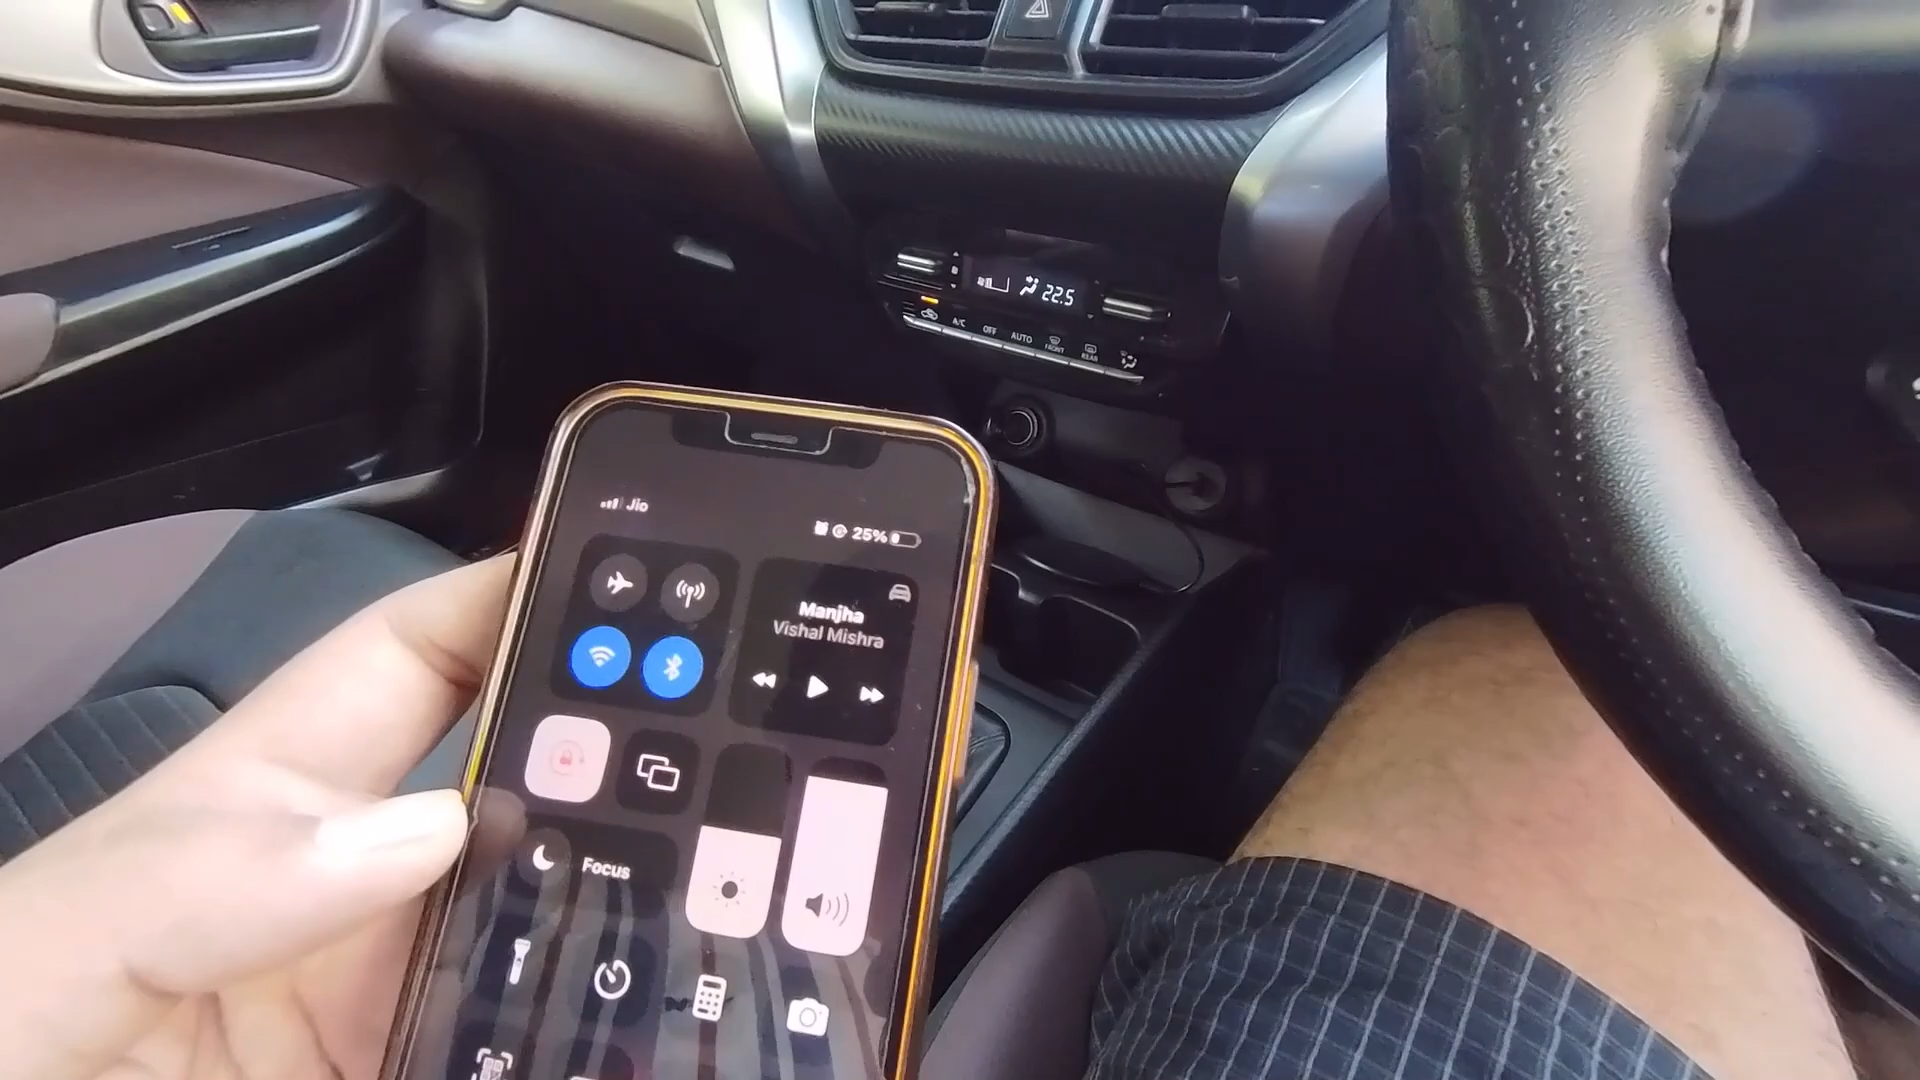 22.5
A/C
OFF
AUTO
FRONT
REAR
Jio
25%
Manjha
Vishal Mishra
Focus